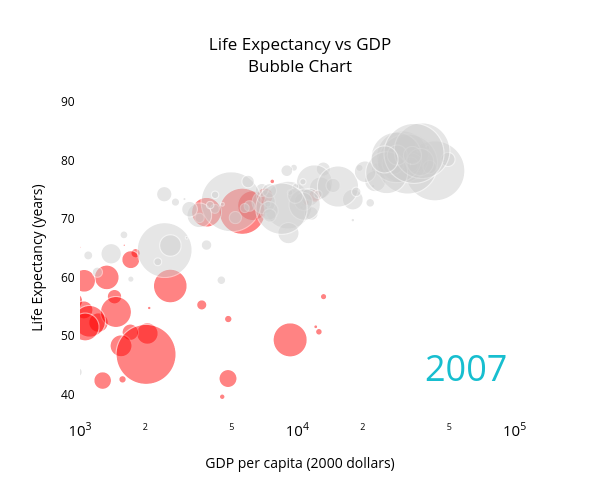 Life Expectancy vs GDP
Bubble Chart
90
80
70
60
50
40
Life Expectancy (years)
2007
10³ 2 5 10⁴ 2 5 10⁵
GDP per capita (2000 dollars)